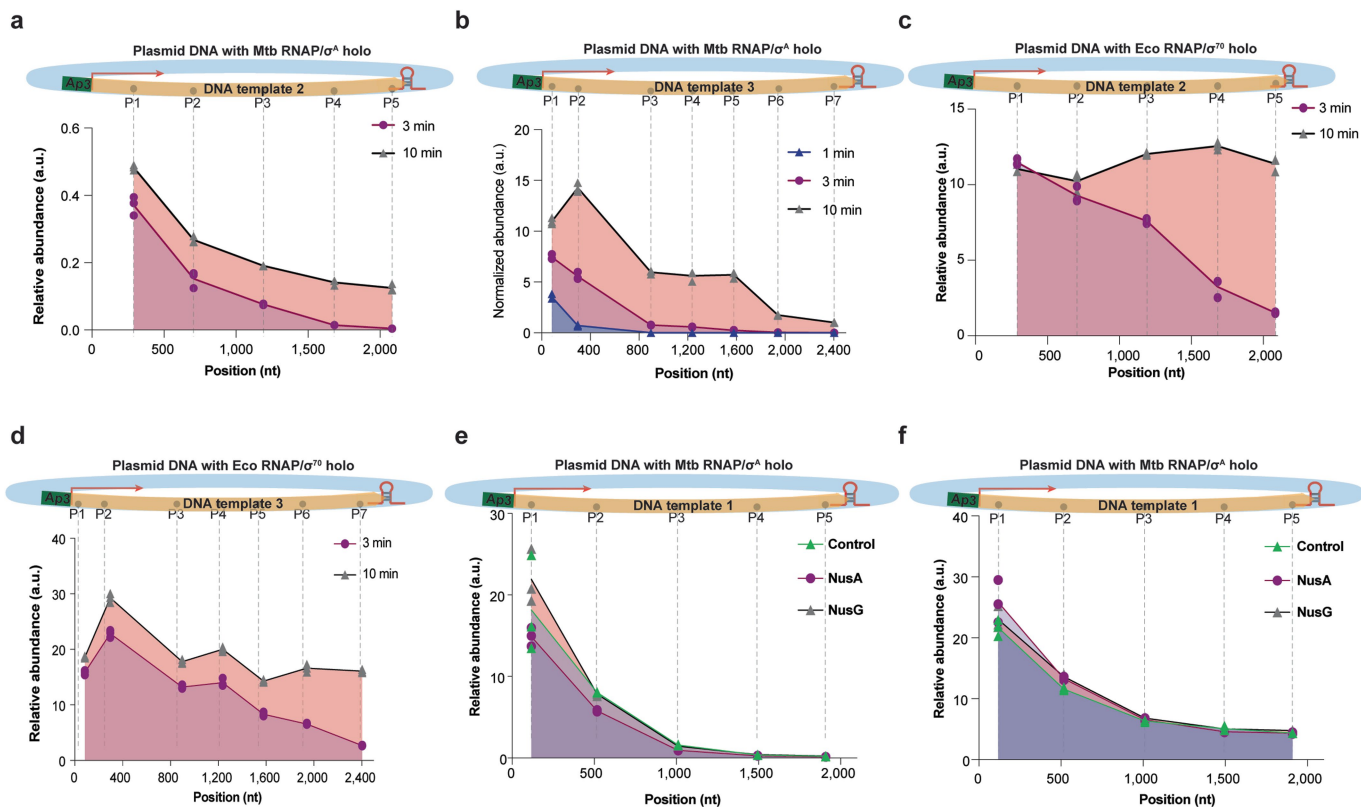 a
Plasmid DNA with Mtb RNAP/σᴬ holo
Ap3
DNA template 2
P1 P2 P3 P4 P5
3 min
10 min
Relative abundance (a.u.)
0.6
0.4
0.2
0.0
0 500 1,000 1,500 2,000
Position (nt)
b
Plasmid DNA with Mtb RNAP/σᴬ holo
Ap3
DNA template 3
P1 P2 P3 P4 P5 P6 P7
1 min
3 min
10 min
Normalized abundance (a.u.)
20
15
10
5
0
0 400 800 1,200 1,600 2,000 2,400
Position (nt)
c
Plasmid DNA with Eco RNAP/σ⁷⁰ holo
Ap3
DNA template 2
P1 P2 P3 P4 P5
3 min
10 min
Relative abundance (a.u.)
15
10
5
0
0 500 1,000 1,500 2,000
Position (nt)
d
Plasmid DNA with Eco RNAP/σ⁷⁰ holo
Ap3
DNA template 3
P1 P2 P3 P4 P5 P6 P7
3 min
10 min
Relative abundance (a.u.)
40
30
20
10
0
0 400 800 1,200 1,600 2,000 2,400
Position (nt)
e
Plasmid DNA with Mtb RNAP/σᴬ holo
Ap3
DNA template 1
P1 P2 P3 P4 P5
Control
NusA
NusG
Relative abundance (a.u.)
30
20
10
0
0 500 1,000 1,500 2,000
Position (nt)
f
Plasmid DNA with Mtb RNAP/σᴬ holo
Ap3
DNA template 1
P1 P2 P3 P4 P5
Control
NusA
NusG
Relative abundance (a.u.)
40
30
20
10
0
0 500 1,000 1,500 2,000
Position (nt)